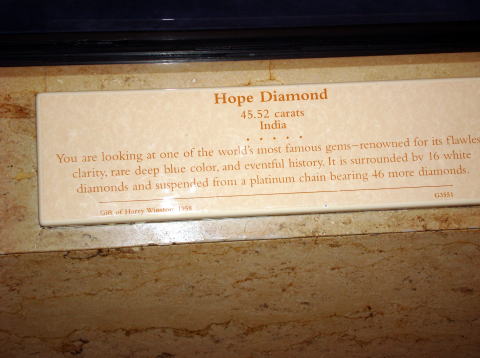 Hope Diamond
45.52 carats
India
• • • • •
You are looking at one of the world's most famous gems—renowned for its flawles
clarity, rare deep blue color, and eventful history. It is surrounded by 16 white
diamonds and suspended from a platinum chain bearing 46 more diamonds.
Gift of Harry Winston, 1958
G3551